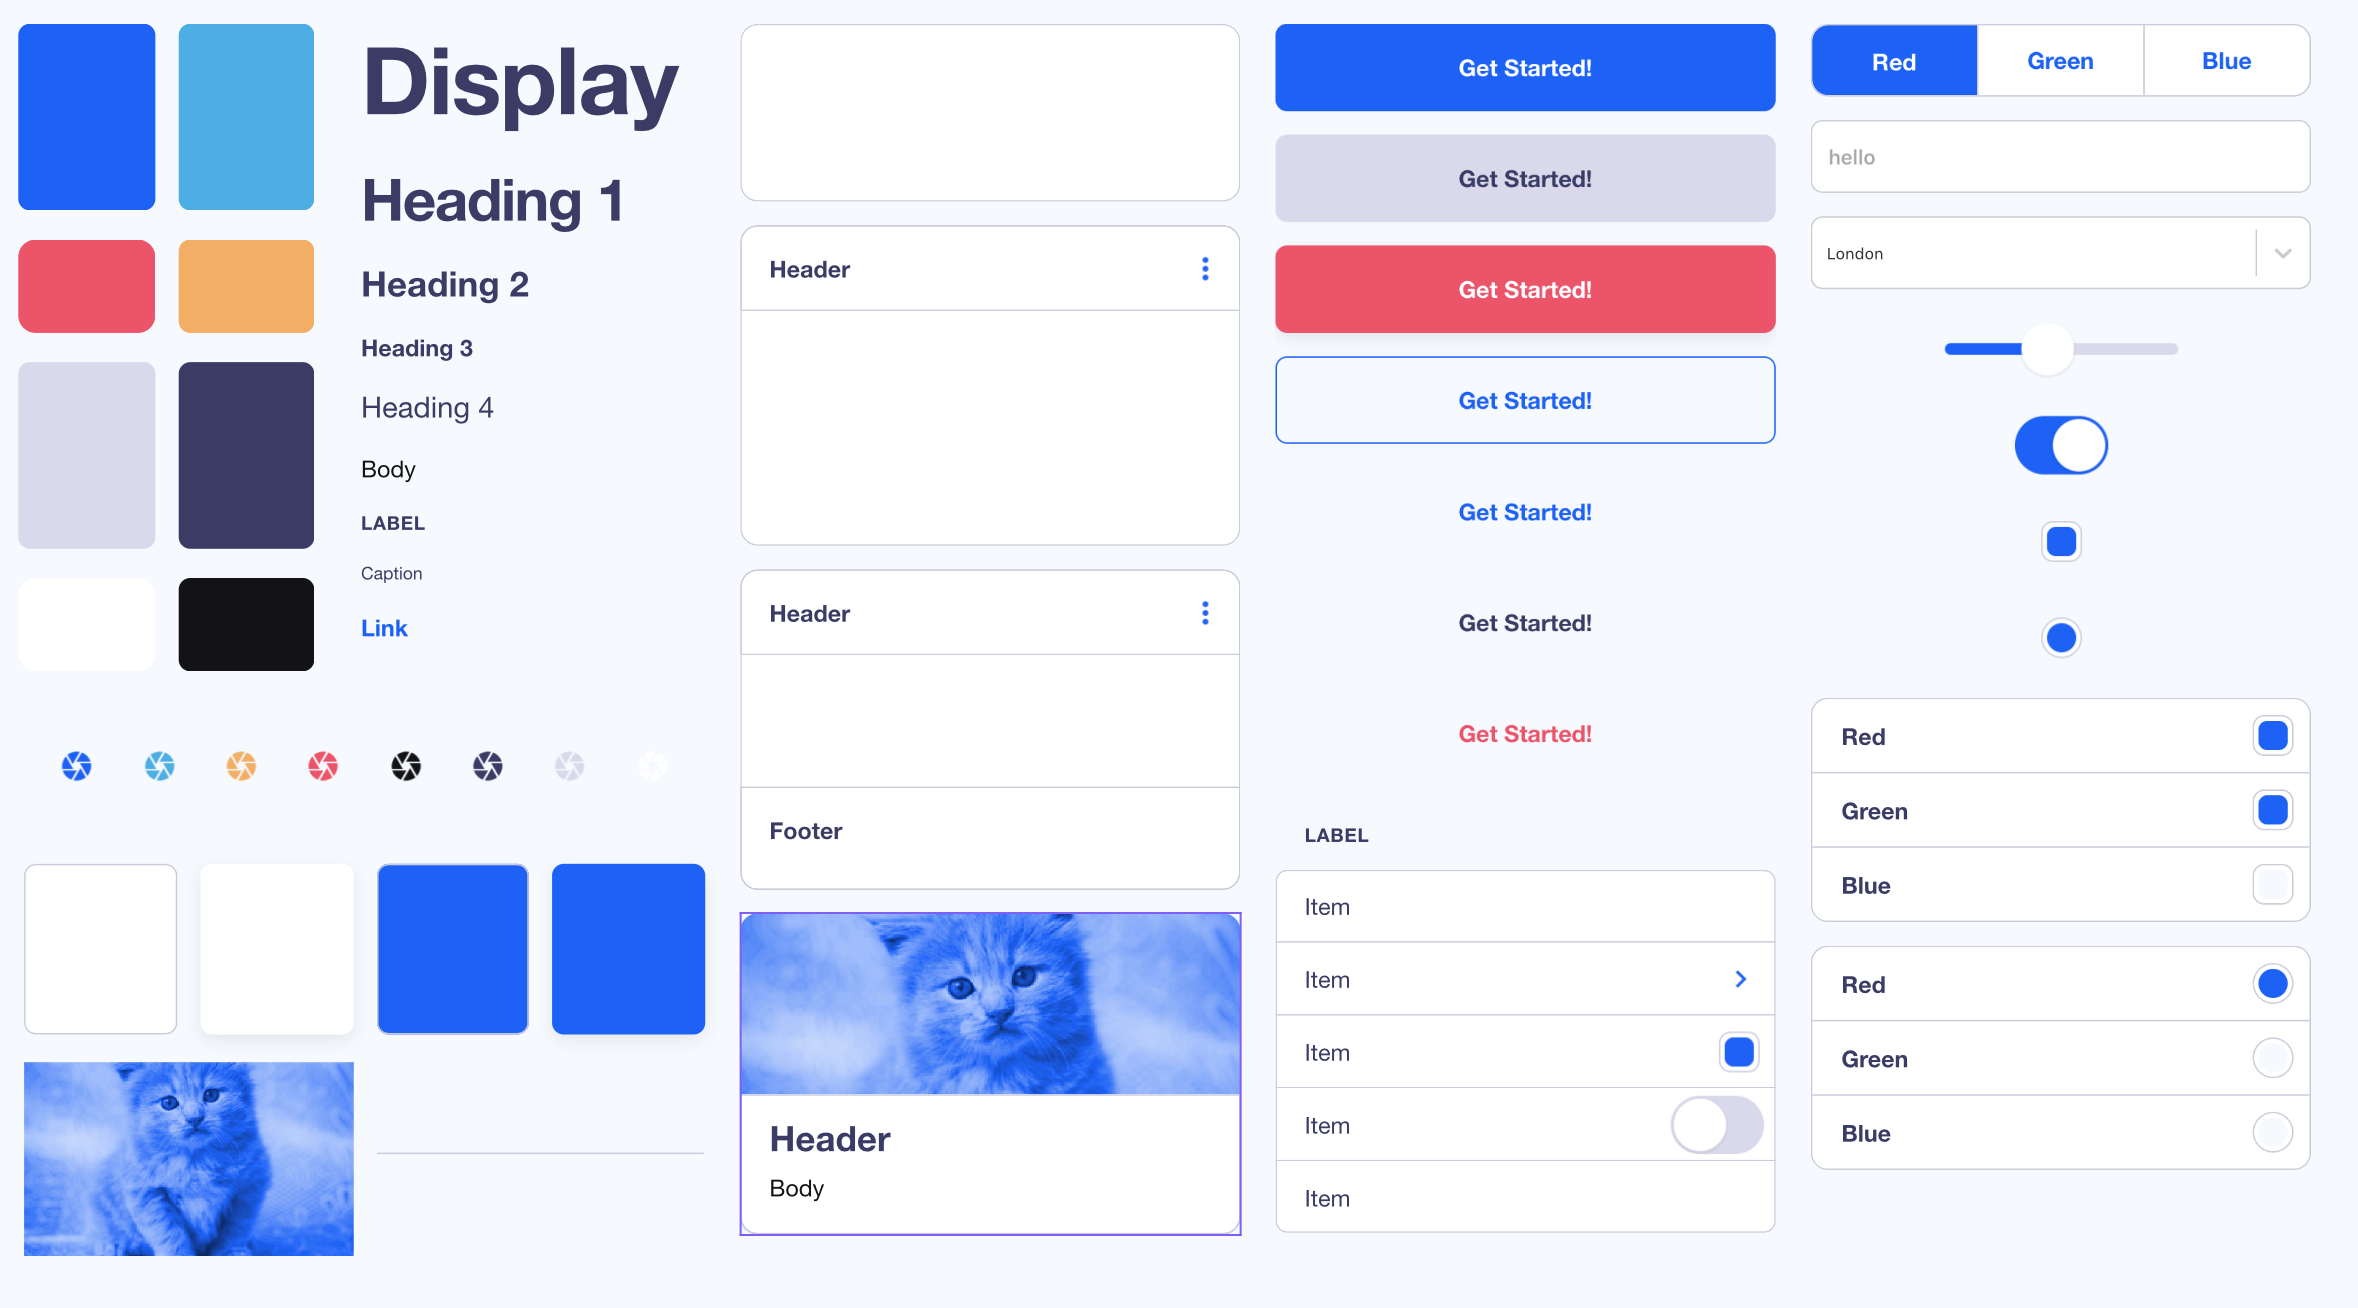 Display
Heading 1
Heading 2
Heading 3
Heading 4
Body
LABEL
Caption
Link
Header
Header
Footer
Header
Body
Get Started!
Get Started!
Get Started!
Get Started!
Get Started!
Get Started!
Get Started!
LABEL
Item
Item
Item
Item
Item
Red Green Blue
hello
London
Red
Green
Blue
Red
Green
Blue